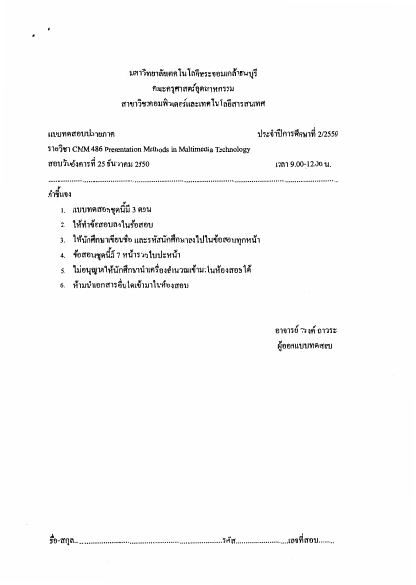 มหาวิทยาลัยเทคโนโลยีพระจอมเกล้าธนบุรี
คณะครุศาสตร์อุตสาหกรรม
สาขาวิชาคอมพิวเตอร์และเทคโนโลยีสารสนเทศ
แบบทดสอบปลายภาค ประจำปีการศึกษาที่ 2/2550
รายวิชา CMM 486 Presentation Methods in Multimedia Technology
สอบวันอังคารที่ 25 ธันวาคม 2550 เวลา 9.00-12.00 น.
คำชี้แจง
1. แบบทดสอบชุดนี้มี 3 ตอน
2. ให้ทำข้อสอบลงในข้อสอบ
3. ให้นักศึกษาเขียนชื่อ และรหัสนักศึกษาลงไปในข้อสอบทุกหน้า
4. ข้อสอบชุดนี้มี 7 หน้ารวมใบปะหน้า
5. ไม่อนุญาตให้นักศึกษานำเครื่องคำนวณเข้ามาในห้องสอบได้
6. ห้ามนำเอกสารอื่นใดเข้ามาในห้องสอบ
อาจารย์ ถาวระ
ผู้ออกแบบทดสอบ
ชื่อ-สกุล..............................รหัส....................เลขที่สอบ.......